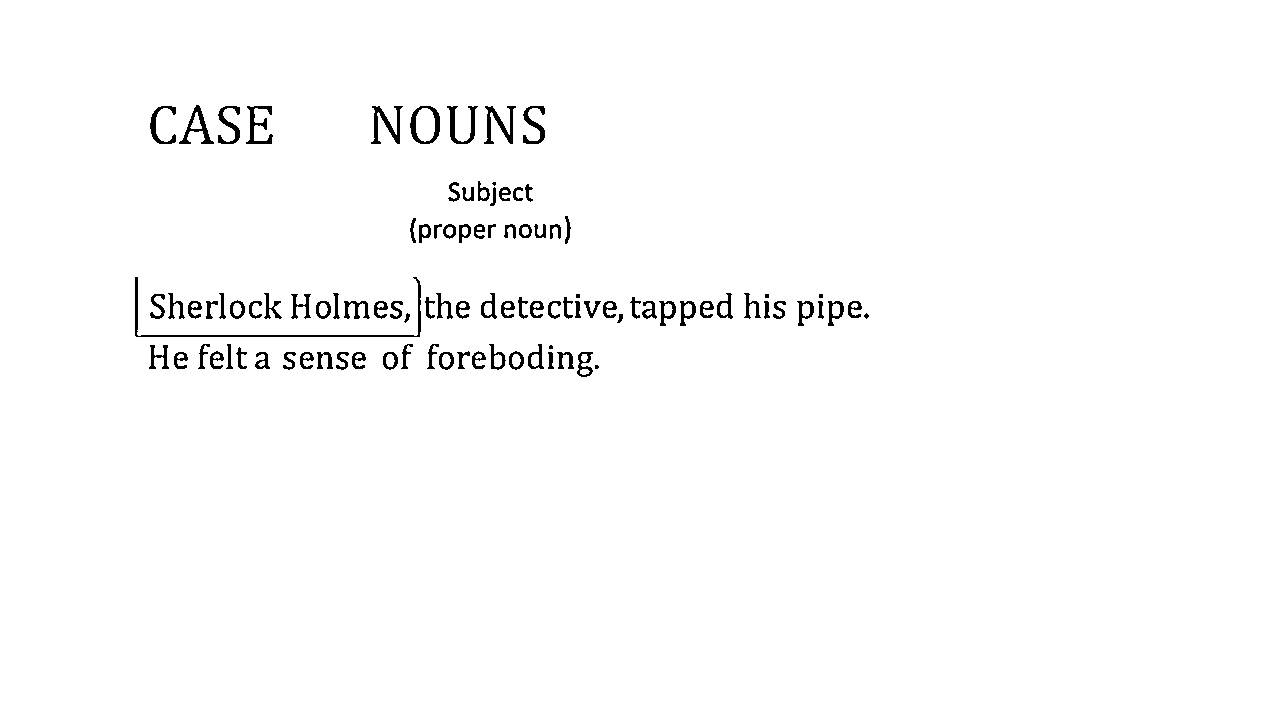 CASE NOUNS
Subject
(proper noun)
Sherlock Holmes, the detective, tapped his pipe.
He felt a sense of foreboding.